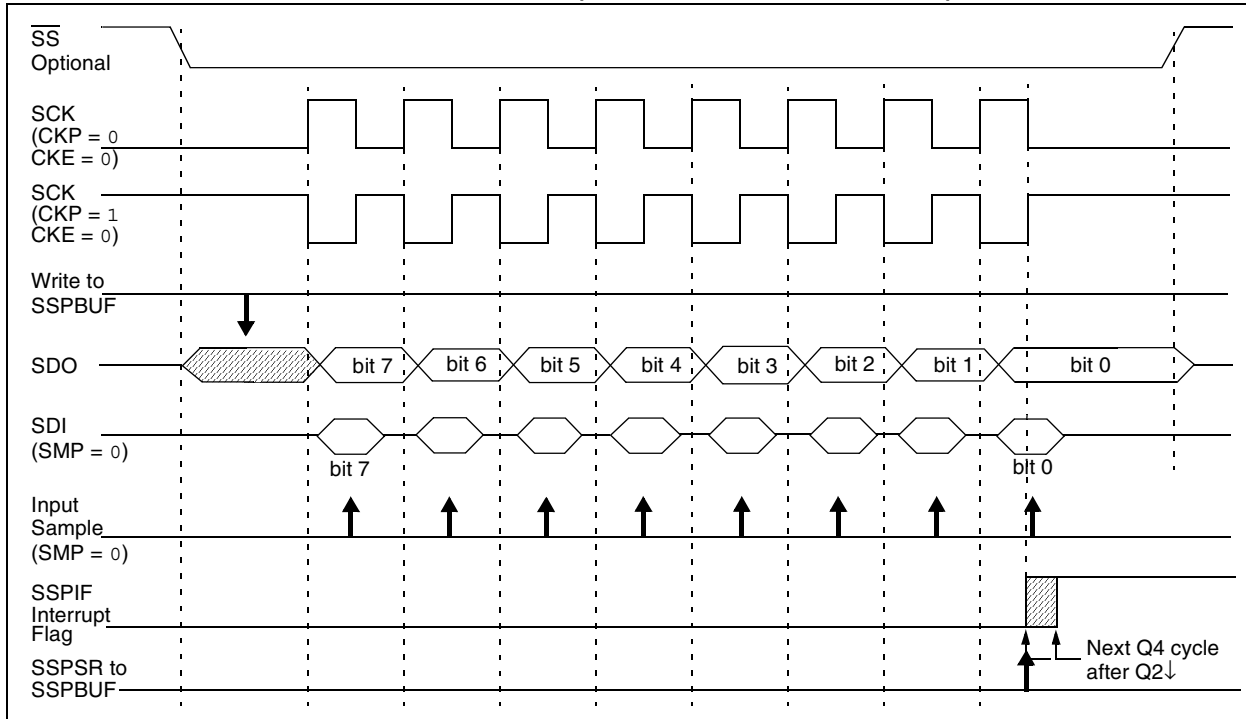 SS
Optional
SCK
(CKP = 0
CKE = 0)
SCK
(CKP = 1
CKE = 0)
Write to
SSPBUF
SDO
bit 7 bit 6 bit 5 bit 4 bit 3 bit 2 bit 1 bit 0
SDI
(SMP = 0)
bit 7 bit 0
Input
Sample
(SMP = 0)
SSPIF
Interrupt
Flag
Next Q4 cycle
after Q2↓
SSPSR to
SSPBUF